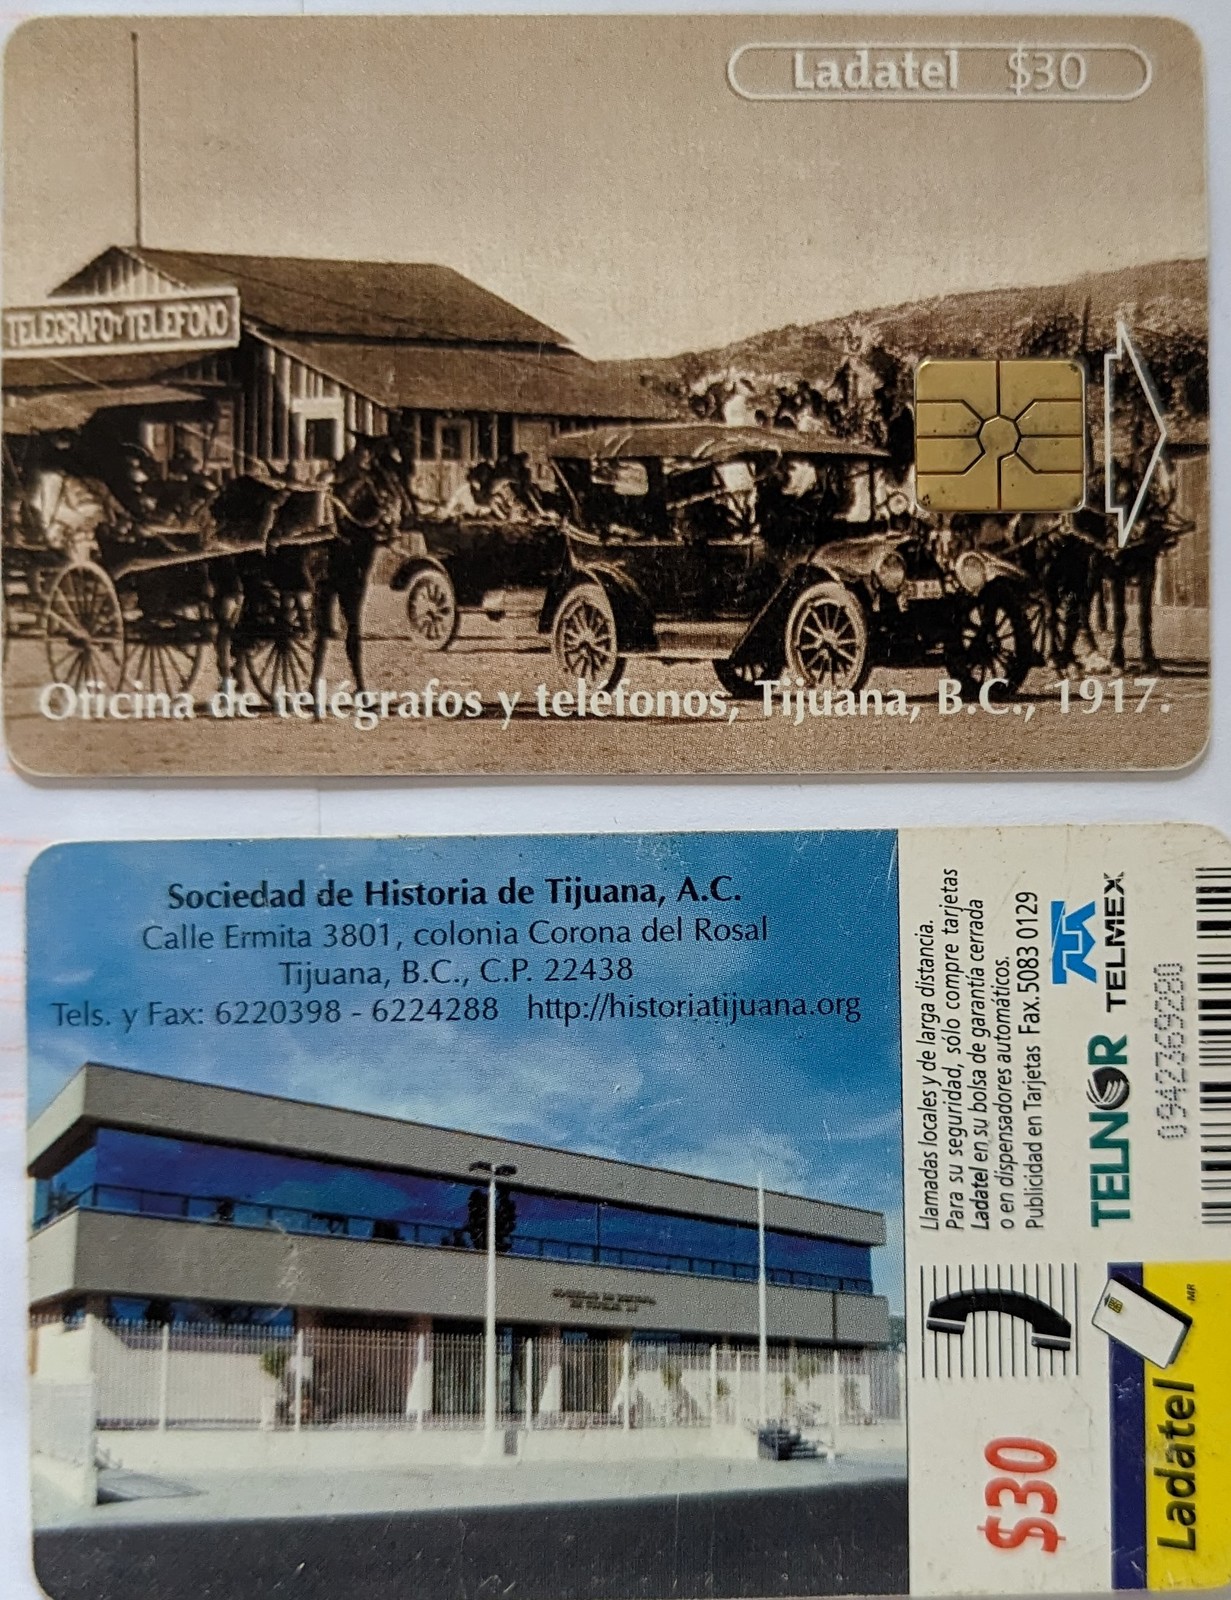 Ladatel $30
TELEGRAFO Y TELEFONO
Oficina de telégrafos y teléfonos, Tijuana, B.C., 1917.
Sociedad de Historia de Tijuana, A.C.
Calle Ermita 3801, colonia Corona del Rosal
Tijuana, B.C., C.P. 22438
Tels. y Fax: 6220398 - 6224288 http://historiatijuana.org
Llamadas locales y de larga distancia.
Para su seguridad, sólo compre tarjetas
Ladatel en su bolsa de garantía cerrada
o en dispensadores automáticos.
Publicidad en Tarjetas Fax. 5083 0129
TELNOR TELMEX
0942369280
$30
Ladatel MR